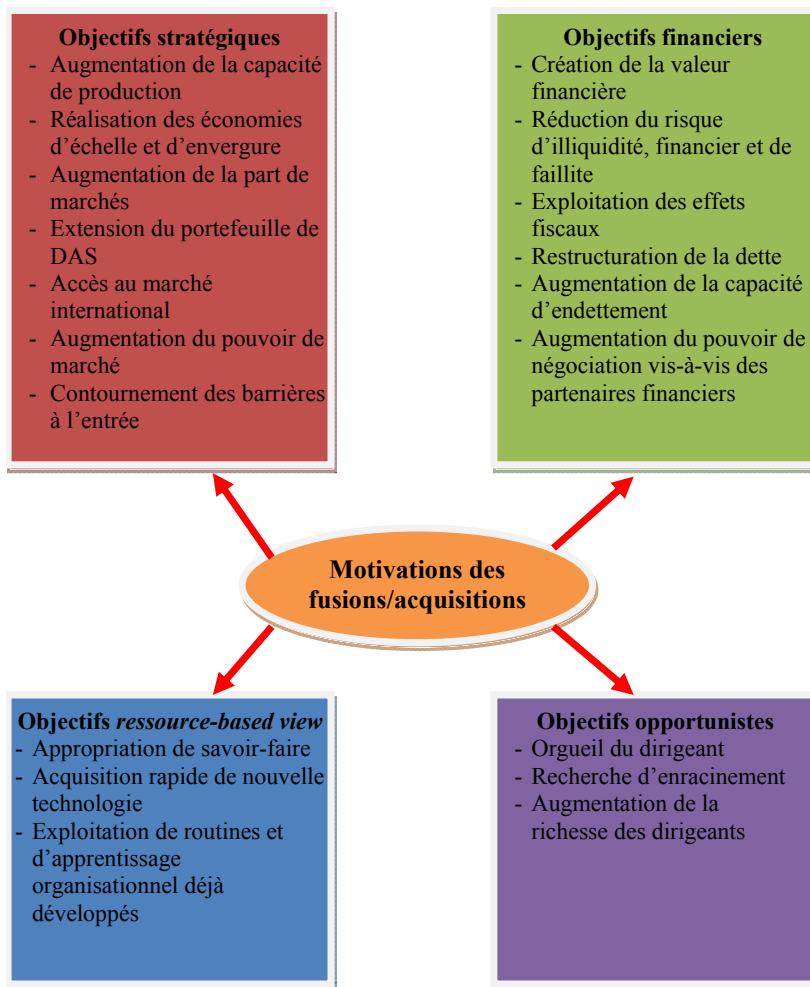 Objectifs stratégiques
- Augmentation de la capacité
de production
- Réalisation des économies
d’échelle et d’envergure
- Augmentation de la part de
marchés
- Extension du portefeuille de
DAS
- Accès au marché
international
- Augmentation du pouvoir de
marché
- Contournement des barrières
à l’entrée
Objectifs financiers
- Création de la valeur
financière
- Réduction du risque
d’illiquidité, financier et de
faillite
- Exploitation des effets
fiscaux
- Restructuration de la dette
- Augmentation de la capacité
d’endettement
- Augmentation du pouvoir de
négociation vis-à-vis des
partenaires financiers
Motivations des
fusions/acquisitions
Objectifs ressource-based view
- Appropriation de savoir-faire
- Acquisition rapide de nouvelle
technologie
- Exploitation de routines et
d’apprentissage
organisationnel déjà
développés
Objectifs opportunistes
- Orgueil du dirigeant
- Recherche d’enracinement
- Augmentation de la
richesse des dirigeants